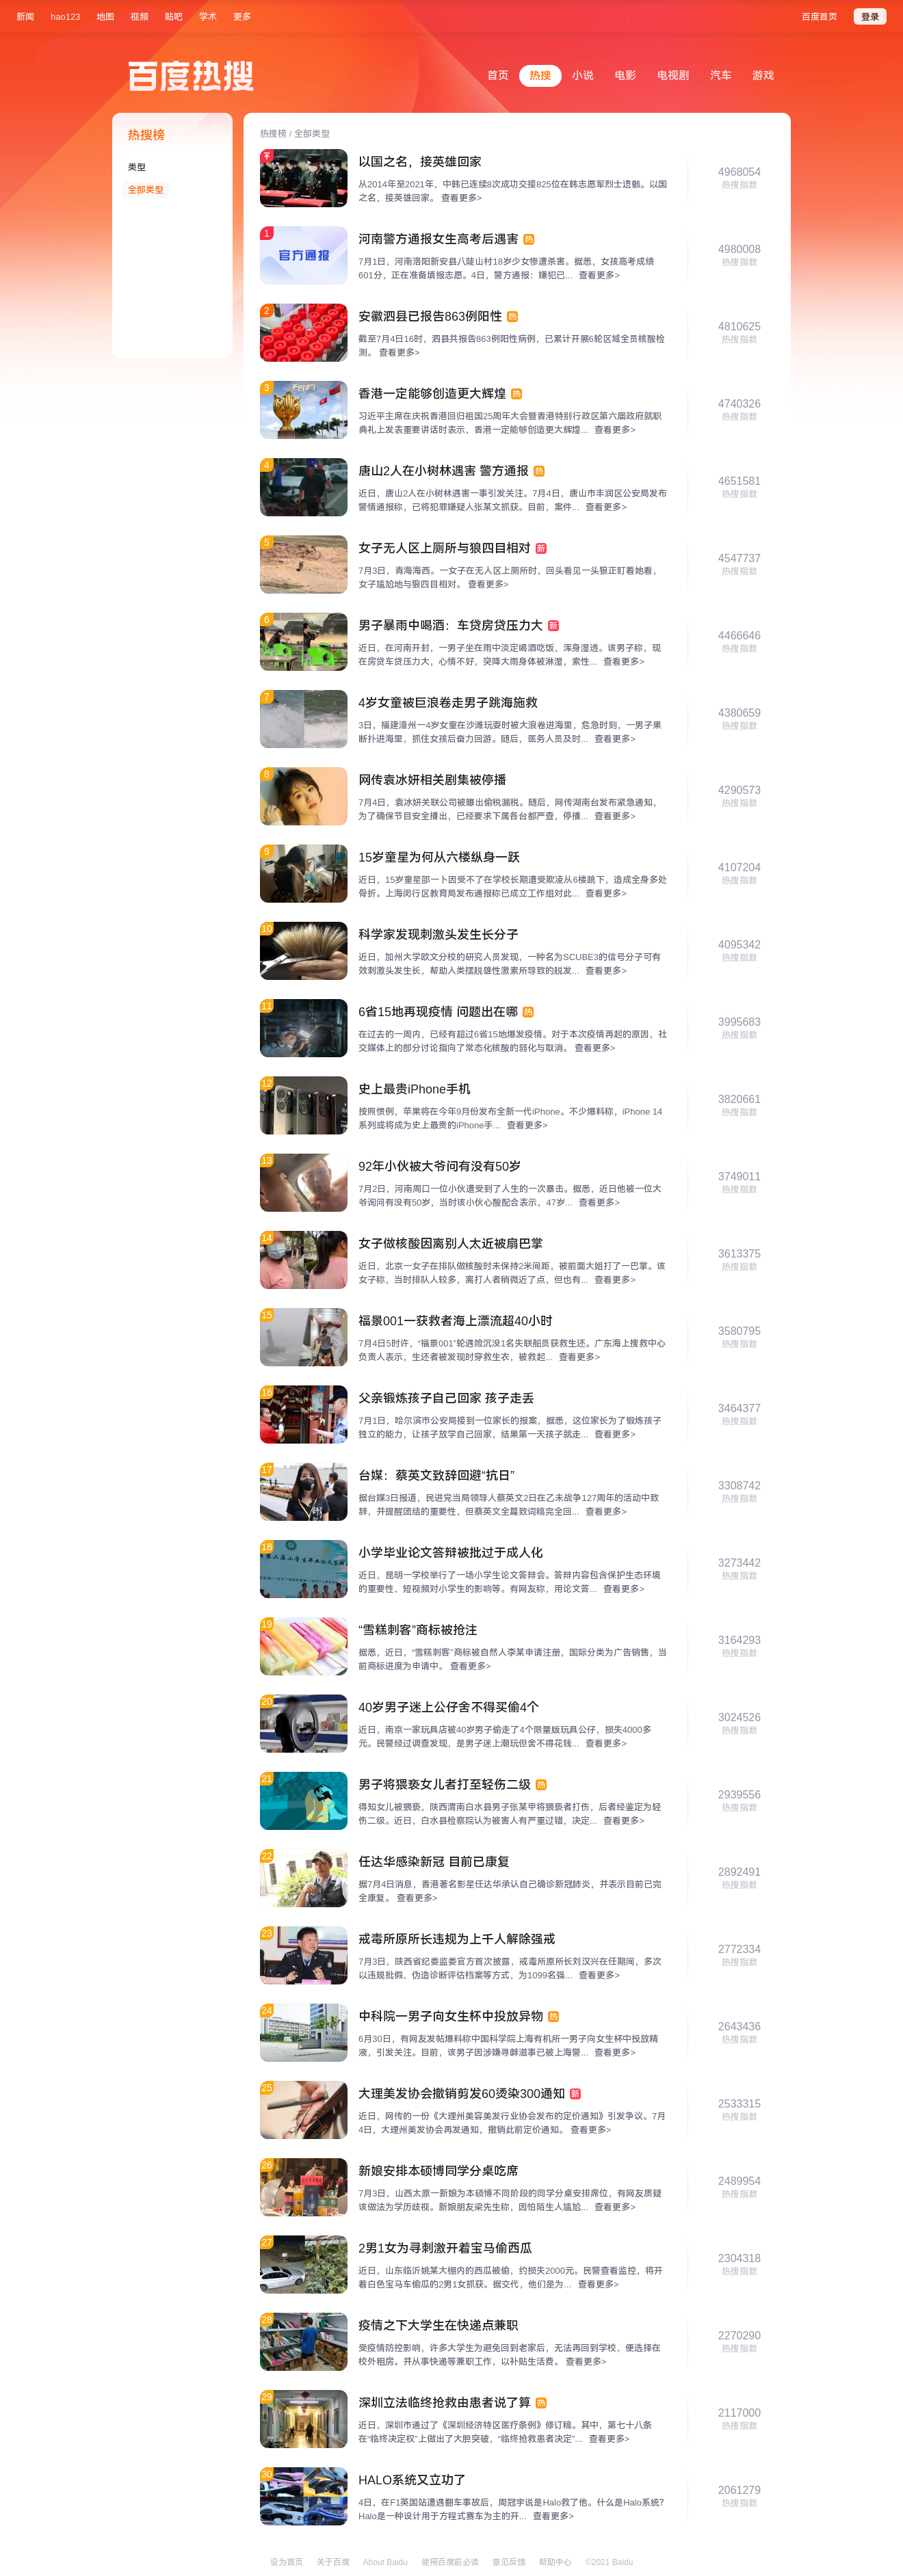 新闻 hao123 地图 视频 贴吧 学术 更多 百度首页 登录
百度热搜
首页 热搜 小说 电影 电视剧 汽车 游戏
热搜榜
类型
全部类型
热搜榜 / 全部类型
以国之名，接英雄回家
从2014年至2021年，中韩已连续8次成功交接825位在韩志愿军烈士遗骸。以国
之名，接英雄回家。 查看更多>
4968054
热搜指数
1
官方通报
河南警方通报女生高考后遇害 热
7月1日，河南洛阳新安县八陡山村18岁少女惨遭杀害。据悉，女孩高考成绩
601分，正在准备填报志愿。4日，警方通报：嫌犯已... 查看更多>
4980008
热搜指数
2
安徽泗县已报告863例阳性 热
截至7月4日16时，泗县共报告863例阳性病例，已累计开展6轮区域全员核酸检
测。 查看更多>
4810625
热搜指数
3
香港一定能够创造更大辉煌 热
习近平主席在庆祝香港回归祖国25周年大会暨香港特别行政区第六届政府就职
典礼上发表重要讲话时表示，香港一定能够创造更大辉煌... 查看更多>
4740326
热搜指数
4
唐山2人在小树林遇害 警方通报 热
近日，唐山2人在小树林遇害一事引发关注。7月4日，唐山市丰润区公安局发布
警情通报称，已将犯罪嫌疑人张某文抓获。目前，案件... 查看更多>
4651581
热搜指数
5
女子无人区上厕所与狼四目相对 新
7月3日，青海海西。一女子在无人区上厕所时，回头看见一头狼正盯着她看，
女子尴尬地与狼四目相对。 查看更多>
4547737
热搜指数
6
男子暴雨中喝酒：车贷房贷压力大 新
近日，在河南开封，一男子坐在雨中淡定喝酒吃饭，浑身湿透。该男子称，现
在房贷车贷压力大，心情不好，突降大雨身体被淋湿，索性... 查看更多>
4466646
热搜指数
7
4岁女童被巨浪卷走男子跳海施救
3日，福建漳州一4岁女童在沙滩玩耍时被大浪卷进海里，危急时刻，一男子果
断扑进海里，抓住女孩后奋力回游。随后，医务人员及时... 查看更多>
4380659
热搜指数
8
网传袁冰妍相关剧集被停播
7月4日，袁冰妍关联公司被曝出偷税漏税。随后，网传湖南台发布紧急通知，
为了确保节目安全播出，已经要求下属各台都严查，停播... 查看更多>
4290573
热搜指数
9
15岁童星为何从六楼纵身一跃
近日，15岁童星邵一卜因受不了在学校长期遭受欺凌从6楼跳下，造成全身多处
骨折。上海闵行区教育局发布通报称已成立工作组对此... 查看更多>
4107204
热搜指数
10
科学家发现刺激头发生长分子
近日，加州大学欧文分校的研究人员发现，一种名为SCUBE3的信号分子可有
效刺激头发生长，帮助人类摆脱雄性激素所导致的脱发... 查看更多>
4095342
热搜指数
11
6省15地再现疫情 问题出在哪 热
在过去的一周内，已经有超过6省15地爆发疫情。对于本次疫情再起的原因，社
交媒体上的部分讨论指向了常态化核酸的弱化与取消。 查看更多>
3995683
热搜指数
12
史上最贵iPhone手机
按照惯例，苹果将在今年9月份发布全新一代iPhone。不少爆料称，iPhone 14
系列或将成为史上最贵的iPhone手... 查看更多>
3820661
热搜指数
13
92年小伙被大爷问有没有50岁
7月2日，河南周口一位小伙遭受到了人生的一次暴击。据悉，近日他被一位大
爷询问有没有50岁，当时该小伙心酸配合表示，47岁... 查看更多>
3749011
热搜指数
14
女子做核酸因离别人太近被扇巴掌
近日，北京一女子在排队做核酸时未保持2米间距，被前面大姐打了一巴掌。该
女子称，当时排队人较多，离打人者稍微近了点，但也有... 查看更多>
3613375
热搜指数
15
福景001一获救者海上漂流超40小时
7月4日5时许，“福景001”轮遇险沉没1名失联船员获救生还。广东海上搜救中心
负责人表示，生还者被发现时穿救生衣，被救起... 查看更多>
3580795
热搜指数
16
父亲锻炼孩子自己回家 孩子走丢
7月1日，哈尔滨市公安局接到一位家长的报案，据悉，这位家长为了锻炼孩子
独立的能力，让孩子放学自己回家，结果第一天孩子就走... 查看更多>
3464377
热搜指数
17
台媒：蔡英文致辞回避“抗日”
据台媒3日报道，民进党当局领导人蔡英文2日在乙未战争127周年的活动中致
辞，并提醒团结的重要性，但蔡英文全篇致词稿完全回... 查看更多>
3308742
热搜指数
18
小学毕业论文答辩被批过于成人化
近日，昆明一学校举行了一场小学生论文答辩会。答辩内容包含保护生态环境
的重要性、短视频对小学生的影响等。有网友称，用论文答... 查看更多>
3273442
热搜指数
19
“雪糕刺客”商标被抢注
据悉，近日，“雪糕刺客”商标被自然人李某申请注册，国际分类为广告销售，当
前商标进度为申请中。 查看更多>
3164293
热搜指数
20
40岁男子迷上公仔舍不得买偷4个
近日，南京一家玩具店被40岁男子偷走了4个限量版玩具公仔，损失4000多
元。民警经过调查发现，是男子迷上潮玩但舍不得花钱... 查看更多>
3024526
热搜指数
21
男子将猥亵女儿者打至轻伤二级 热
得知女儿被猥亵，陕西渭南白水县男子张某甲将猥亵者打伤，后者经鉴定为轻
伤二级。近日，白水县检察院认为被害人有严重过错，决定... 查看更多>
2939556
热搜指数
22
任达华感染新冠 目前已康复
据7月4日消息，香港著名影星任达华承认自己确诊新冠肺炎，并表示目前已完
全康复。 查看更多>
2892491
热搜指数
23
戒毒所原所长违规为上千人解除强戒
7月3日，陕西省纪委监委官方首次披露，戒毒所原所长刘汉兴在任期间，多次
以违规批假、伪造诊断评估档案等方式，为1099名强... 查看更多>
2772334
热搜指数
24
中科院一男子向女生杯中投放异物 热
6月30日，有网友发帖爆料称中国科学院上海有机所一男子向女生杯中投放精
液，引发关注。目前，该男子因涉嫌寻衅滋事已被上海警... 查看更多>
2643436
热搜指数
25
大理美发协会撤销剪发60烫染300通知 新
近日，网传的一份《大理州美容美发行业协会发布的定价通知》引发争议。7月
4日，大理州美发协会再发通知，撤销此前定价通知。 查看更多>
2533315
热搜指数
26
新娘安排本硕博同学分桌吃席
7月3日，山西太原一新娘为本硕博不同阶段的同学分桌安排席位，有网友质疑
该做法为学历歧视。新娘朋友梁先生称，因怕陌生人尴尬... 查看更多>
2489954
热搜指数
27
2男1女为寻刺激开着宝马偷西瓜
近日，山东临沂姚某大棚内的西瓜被偷，约损失2000元。民警查看监控，将开
着白色宝马车偷瓜的2男1女抓获。据交代，他们是为... 查看更多>
2304318
热搜指数
28
疫情之下大学生在快递点兼职
受疫情防控影响，许多大学生为避免回到老家后，无法再回到学校，便选择在
校外租房。并从事快递等兼职工作，以补贴生活费。 查看更多>
2270290
热搜指数
29
深圳立法临终抢救由患者说了算 热
近日，深圳市通过了《深圳经济特区医疗条例》修订稿。其中，第七十八条
在“临终决定权”上做出了大胆突破，“临终抢救患者决定”... 查看更多>
2117000
热搜指数
30
HALO系统又立功了
4日，在F1英国站遭遇翻车事故后，周冠宇说是Halo救了他。什么是Halo系统?
Halo是一种设计用于方程式赛车为主的开... 查看更多>
2061279
热搜指数
设为首页 关于百度 About Baidu 使用百度前必读 意见反馈 帮助中心 ©2021 Baidu